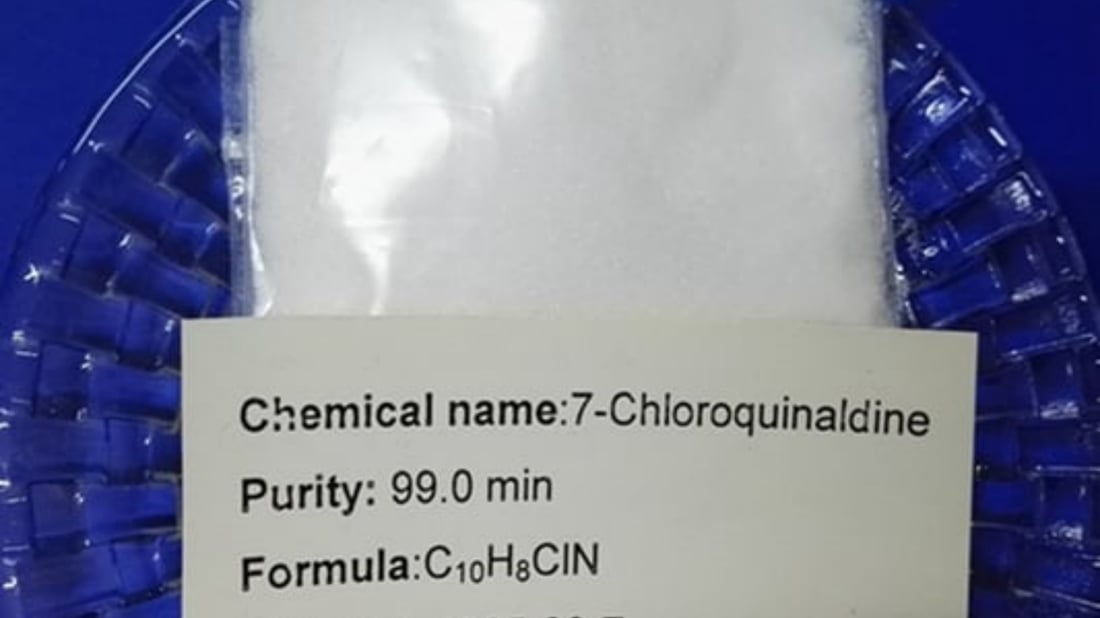 Chemical name:7-Chloroquinaldine
Purity: 99.0 min
Formula:C₁₀H₈ClN